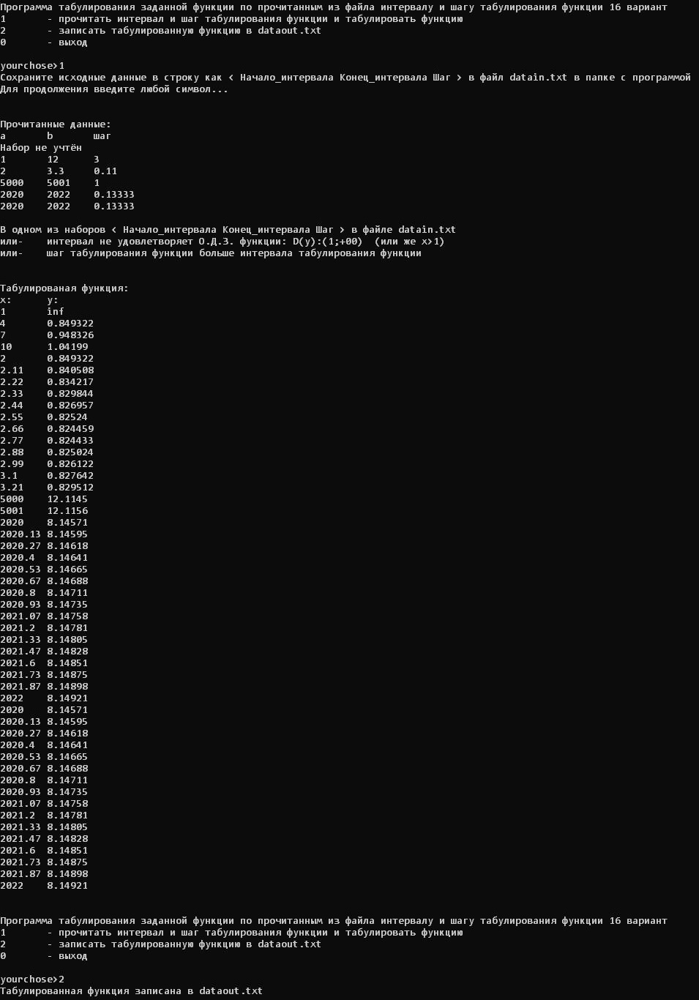 Программа табулирования заданной функции по прочитанным из файла интервалу и шагу табулирования функции 16 вариант
1 - прочитать интервал и шаг табулирования функции и табулировать функцию
2 - записать табулированную функцию в dataout.txt
0 - выход
yourchose>1
Сохраните исходные данные в строку как < Начало_интервала Конец_интервала Шаг > в файл datain.txt в папке с программой
Для продолжения введите любой символ...
Прочитанные данные:
a b шаг
Набор не учтён
1 12 3
2 3.3 0.11
5000 5001 1
2020 2022 0.13333
2020 2022 0.13333
В одном из наборов < Начало_интервала Конец_интервала Шаг > в файле datain.txt
или- интервал не удовлетворяет О.Д.З. функции: D(y):(1;+00) (или же x>1)
или- шаг табулирования функции больше интервала табулирования функции
Табулированая функция:
x: y:
1 inf
4 0.849322
7 0.948326
10 1.04199
2 0.849322
2.11 0.840508
2.22 0.834217
2.33 0.829844
2.44 0.826957
2.55 0.82524
2.66 0.824459
2.77 0.824433
2.88 0.825024
2.99 0.826122
3.1 0.827642
3.21 0.829512
5000 12.1145
5001 12.1156
2020 8.14571
2020.13 8.14595
2020.27 8.14618
2020.4 8.14641
2020.53 8.14665
2020.67 8.14688
2020.8 8.14711
2020.93 8.14735
2021.07 8.14758
2021.2 8.14781
2021.33 8.14805
2021.47 8.14828
2021.6 8.14851
2021.73 8.14875
2021.87 8.14898
2022 8.14921
2020 8.14571
2020.13 8.14595
2020.27 8.14618
2020.4 8.14641
2020.53 8.14665
2020.67 8.14688
2020.8 8.14711
2020.93 8.14735
2021.07 8.14758
2021.2 8.14781
2021.33 8.14805
2021.47 8.14828
2021.6 8.14851
2021.73 8.14875
2021.87 8.14898
2022 8.14921
Программа табулирования заданной функции по прочитанным из файла интервалу и шагу табулирования функции 16 вариант
1 - прочитать интервал и шаг табулирования функции и табулировать функцию
2 - записать табулированную функцию в dataout.txt
0 - выход
yourchose>2
Табулированная функция записана в dataout.txt